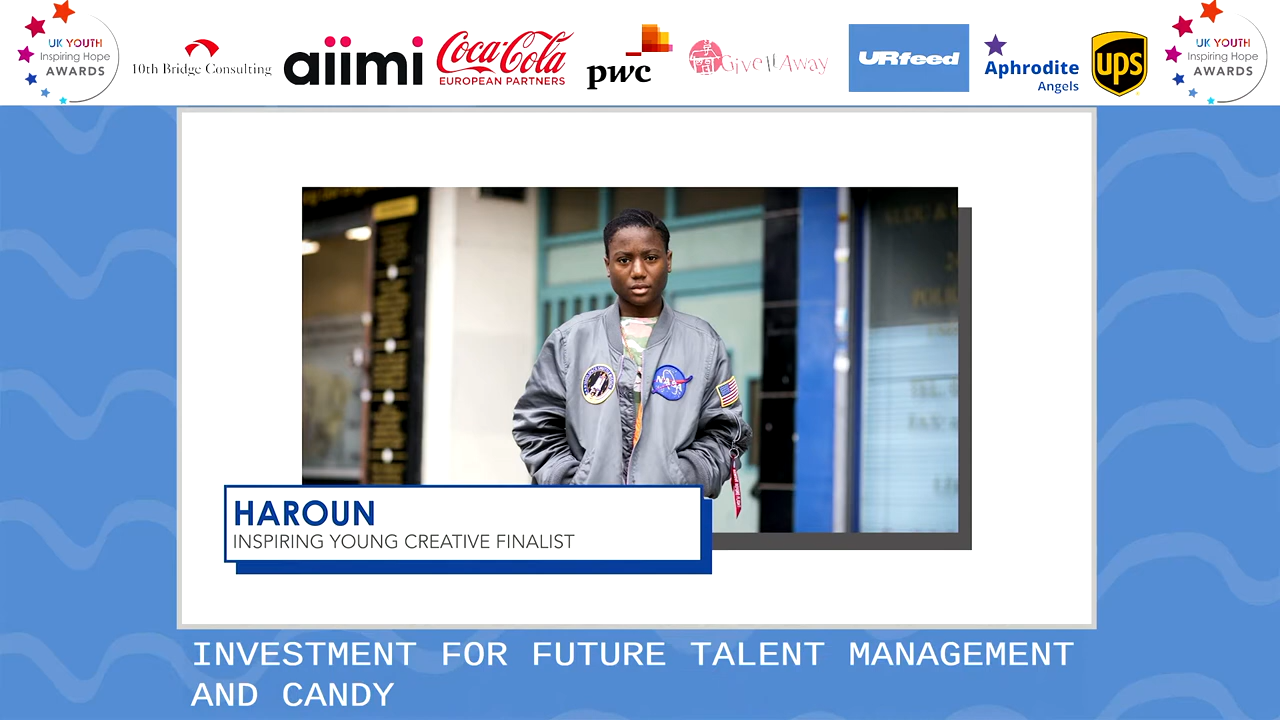 UK YOUTH
Inspiring Hope
AWARDS
10th Bridge Consulting
aiimi
Coca-Cola
EUROPEAN PARTNERS
pwc
Give It Away
URfeed
Aphrodite
Angels
UPS
UK YOUTH
Inspiring Hope
AWARDS
NASA
HAROUN
INSPIRING YOUNG CREATIVE FINALIST
INVESTMENT FOR FUTURE TALENT MANAGEMENT
AND CANDY